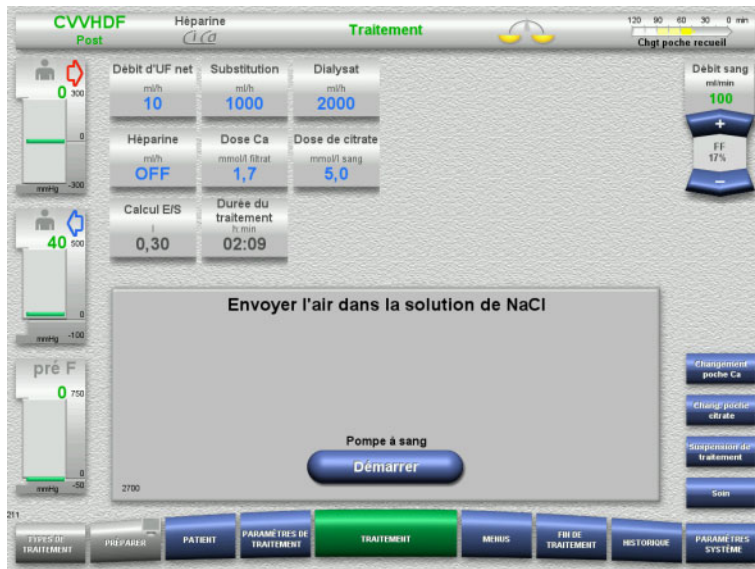 CVVHDF
Post
Héparine
Ci Ca
Traitement
120 90 60 30 0 min
Chgt poche recueil
Débit d'UF net
ml/h
10
Substitution
ml/h
1000
Dialysat
ml/h
2000
Débit sang
ml/min
100
+
FF
17%
−
0
300
0
-300
mmHg
Héparine
ml/h
OFF
Dose Ca
mmol/l filtrat
1,7
Dose de citrate
mmol/l sang
5,0
Calcul E/S
l
0,30
Durée du
traitement
h:min
02:09
40
500
0
-100
mmHg
Envoyer l'air dans la solution de NaCl
pré F
0
750
0
-50
mmHg
Pompe à sang
Démarrer
2700
Changement
poche Ca
Chang. poche
citrate
Suspension de
traitement
Soin
211
TYPES DE
TRAITEMENT
PRÉPARER
PATIENT
PARAMÈTRES DE
TRAITEMENT
TRAITEMENT
MENUS
FIN DE
TRAITEMENT
HISTORIQUE
PARAMÈTRES
SYSTÈME